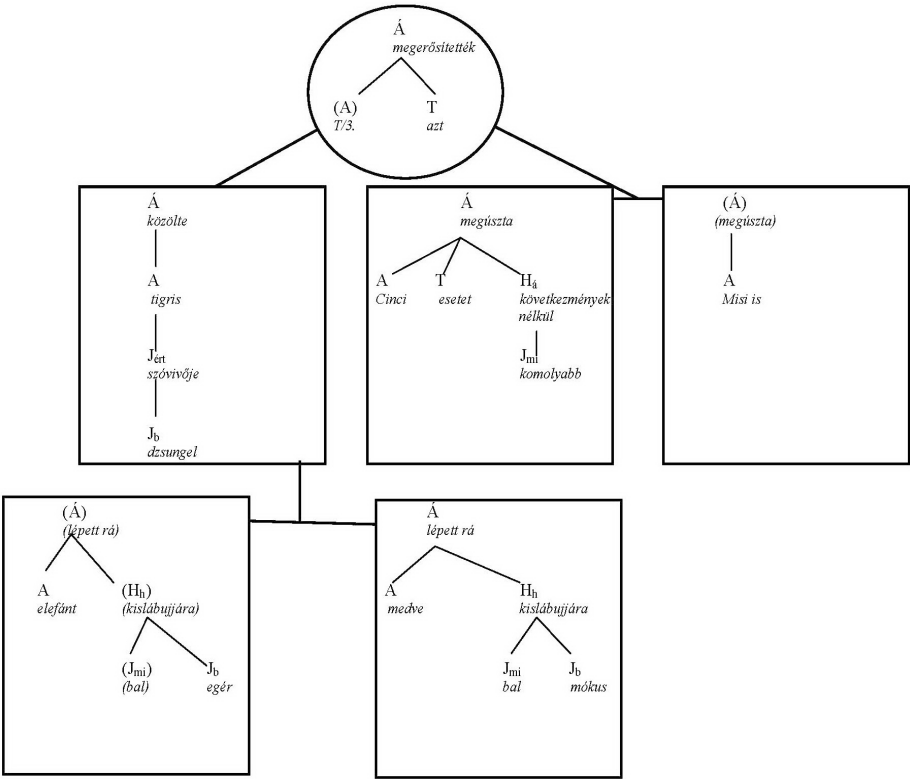 Á
megerősítették
(A)
T/3.
T
azt
Á
közölte
A
tigris
Jért
szóvivője
Jb
dzsungel
Á
megúszta
A
Cinci
T
esetet
Há
következmények
nélkül
Jmi
komolyabb
(Á)
(megúszta)
A
Misi is
(Á)
(lépett rá)
A
elefánt
(Hh)
(kislábujjára)
(Jmi)
(bal)
Jb
egér
Á
lépett rá
A
medve
Hh
kislábujjára
Jmi
bal
Jb
mókus